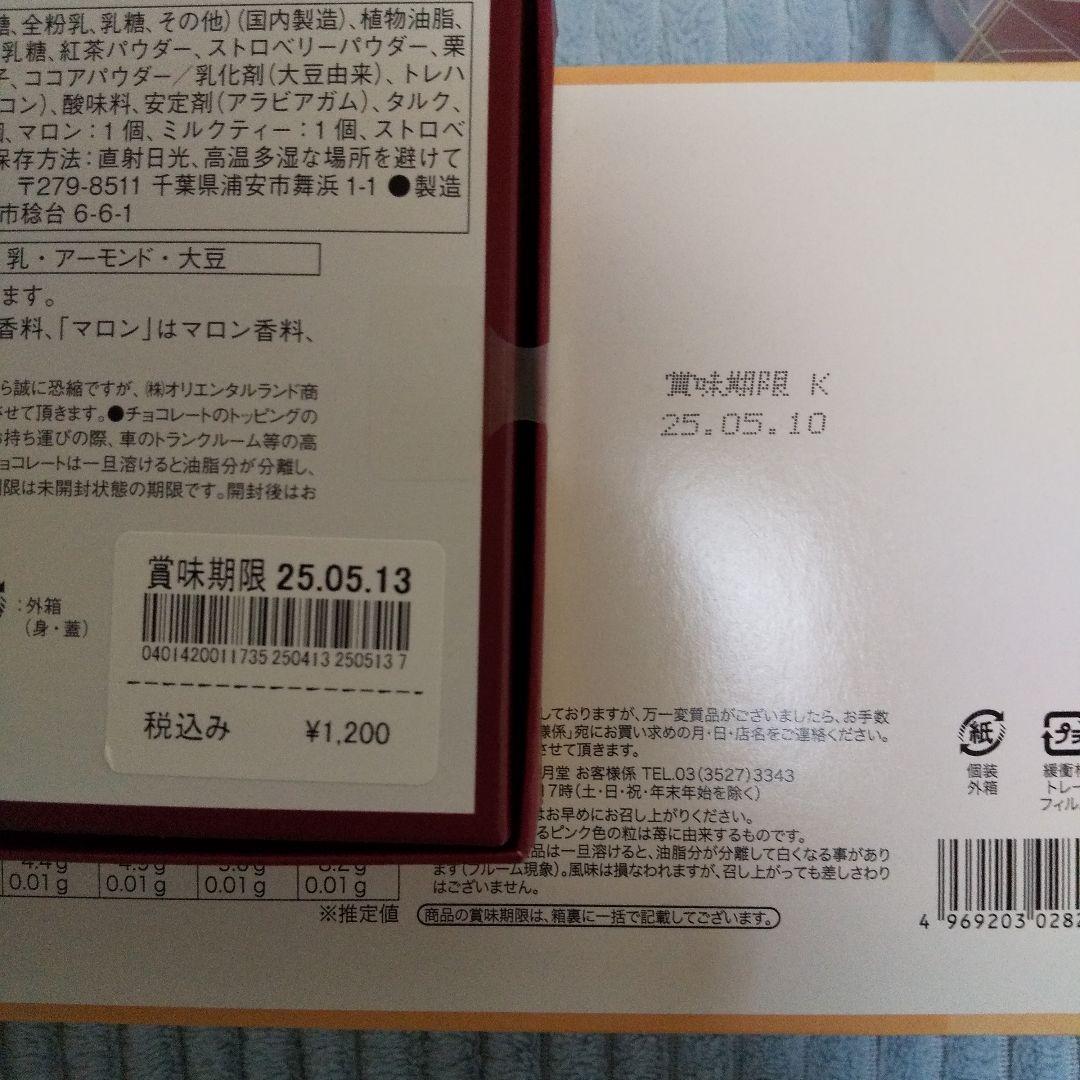 糖、全粉乳、乳糖、その他）（国内製造）、植物油脂、
乳糖、紅茶パウダー、ストロベリーパウダー、栗
子、ココアパウダー／乳化剤（大豆由来）、トレハ
コン）、酸味料、安定剤（アラビアガム）、タルク、
個、マロン：1個、ミルクティー：1個、ストロベ
保存方法：直射日光、高温多湿な場所を避けて
〒279-8511 千葉県浦安市舞浜 1-1 ●製造
市稔台 6-6-1
乳・アーモンド・大豆
ます。
香料、「マロン」はマロン香料、
ら誠に恐縮ですが、㈱オリエンタルランド商
させて頂きます。●チョコレートのトッピングの
お持ち運びの際、車のトランクルーム等の高
ョコレートは一旦溶けると油脂分が分離し、
期限は未開封状態の期限です。開封後はお
：外箱
（身・蓋）
賞味期限 25.05.13
0401420011735 250413 250513 7
税込み ¥1,200
賞味期限 K
25.05.10
しておりますが、万一変質品がございましたら、お手数
様係」宛にお買い求めの月・日・店名をご連絡ください。
させて頂きます。
月堂 お客様係 TEL.03(3527)3343
17時（土・日・祝・年末年始を除く）
はお早めにお召し上がりください。
るピンク色の粒は苺に由来するものです。
品は一旦溶けると、油脂分が分離して白くなる事があり
ます（ブルーム現象）。風味は損なわれますが、召し上がっても差しさわり
はございません。
商品の賞味期限は、箱裏に一括で記載してございます。
紙
個装
外箱
プラ
緩衝材
トレー
フィル
4 969203 0282
0.01g 0.01g 0.01g 0.01g
※推定値